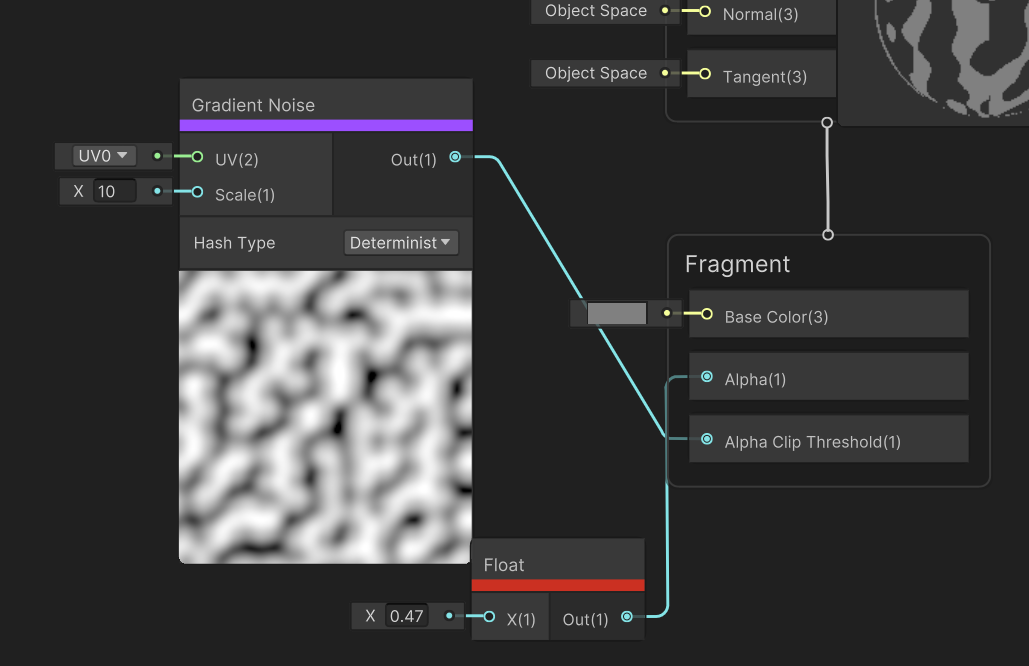 Object Space
Normal(3)
Object Space
Tangent(3)
Gradient Noise
UV0
UV(2)
Out(1)
X 10
Scale(1)
Hash Type
Determinist
Fragment
Base Color(3)
Alpha(1)
Alpha Clip Threshold(1)
Float
X 0.47
X(1)
Out(1)